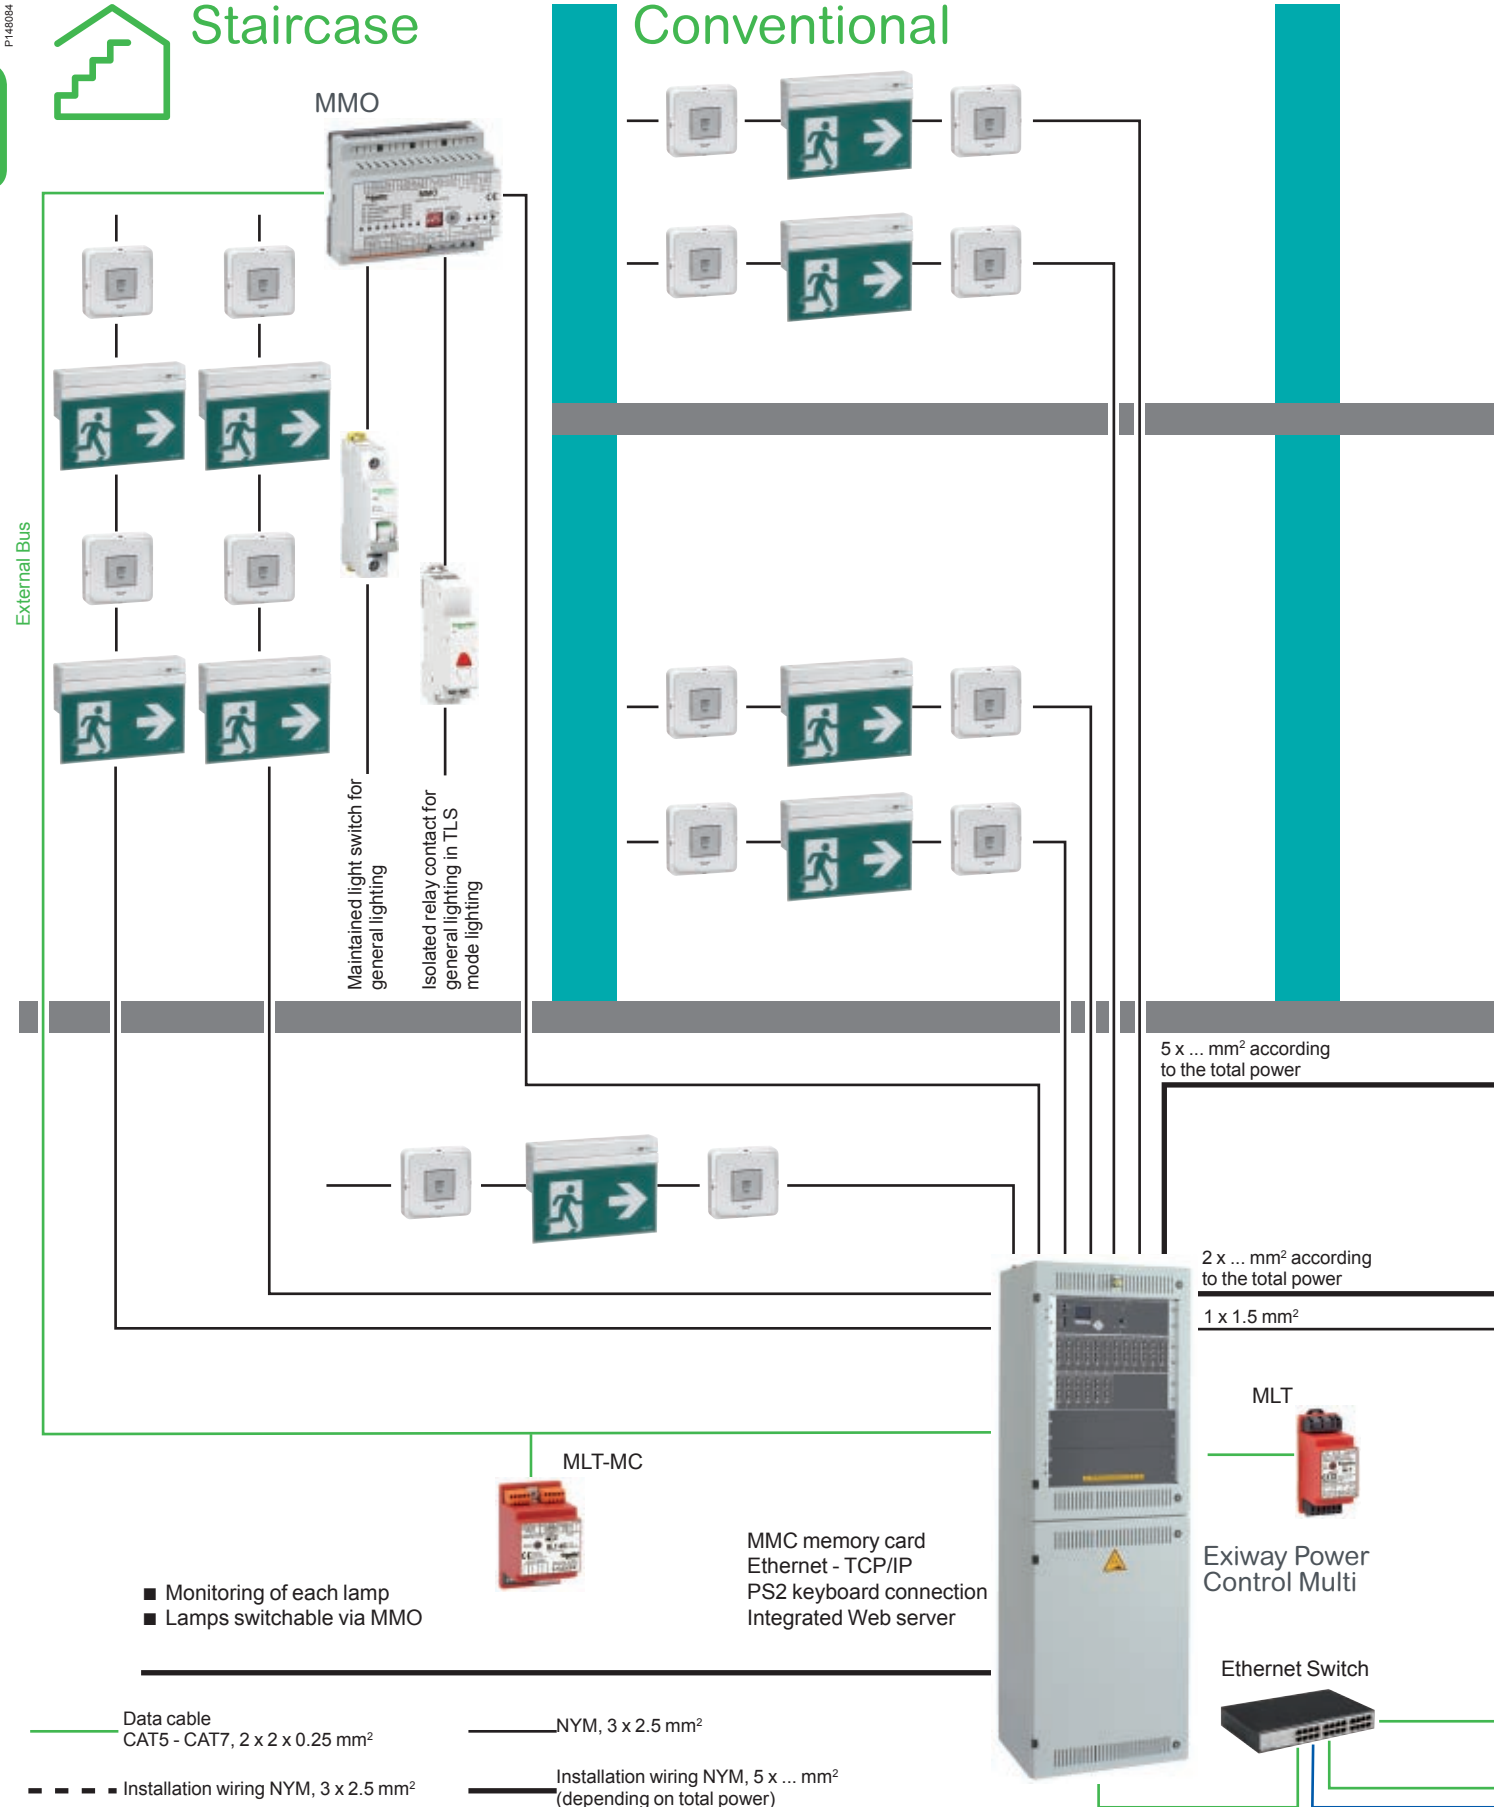 P148084
Staircase
Conventional
MMO
MMO
External Bus
Maintained light switch for
general lighting
Isolated relay contact for
general lighting in TLS
mode lighting
5 x ... mm²  according
to the total power
2 x ... mm²  according
to the total power
1 x 1.5 mm²
MLT
MLT-MC
MMC memory card
Ethernet - TCP/IP
PS2 keyboard connection
Integrated Web server
Exiway Power
Control Multi
■ Monitoring of each lamp
■ Lamps switchable via MMO
Ethernet Switch
Data cable
CAT5 - CAT7, 2 x 2 x 0.25 mm²
NYM, 3 x 2.5 mm²
Installation wiring NYM, 3 x 2.5 mm²
Installation wiring NYM, 5 x ... mm²
(depending on total power)